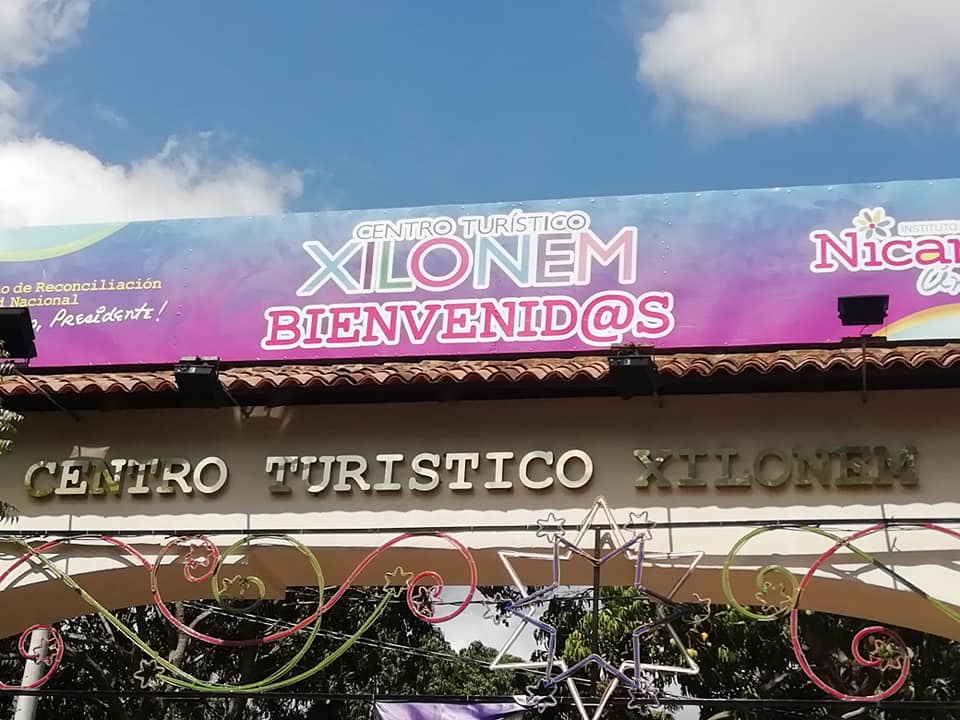 CENTRO TURÍSTICO
XILONEM
BIENVENID@S
de Reconciliación
Nacional
Presidente!
INSTITUTO
CENTRO TURISTICO XILONEM